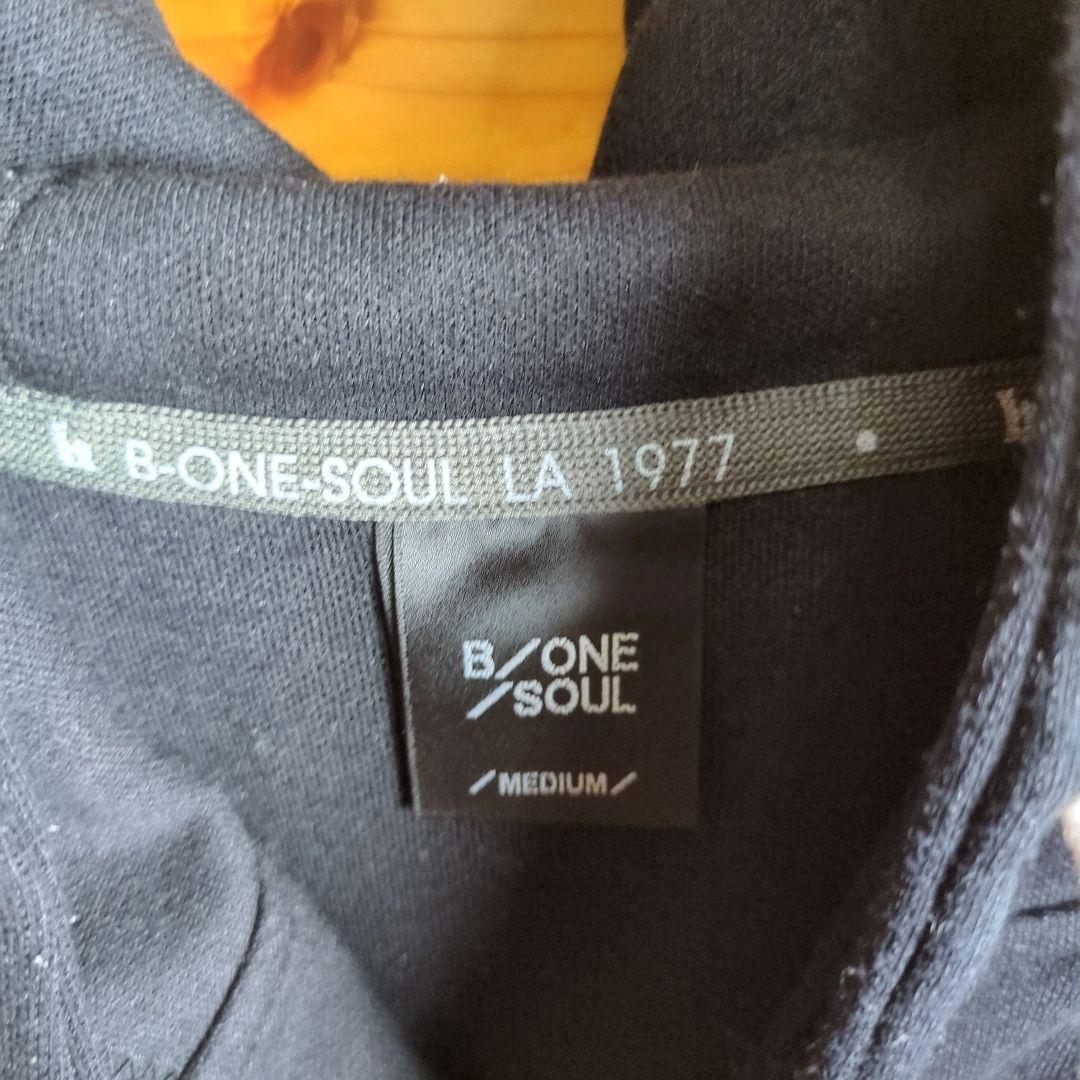 B-ONE-SOUL LA 1977
B/ONE
/SOUL
/MEDIUM/